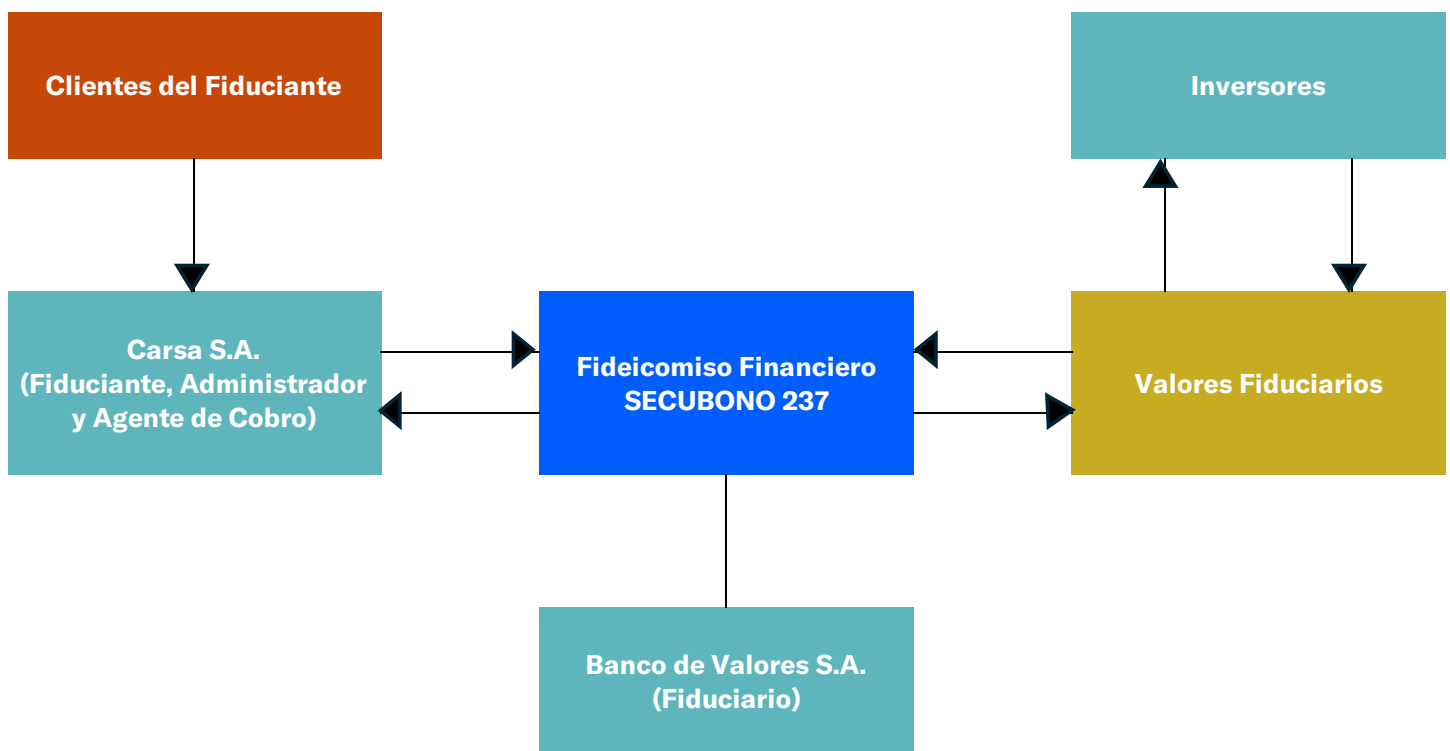 Clientes del Fiduciante
Inversores
Carsa S.A.
(Fiduciante, Administrador
y Agente de Cobro)
Fideicomiso Financiero
SECUBONO 237
Valores Fiduciarios
Banco de Valores S.A.
(Fiduciario)